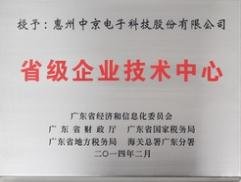 授予：惠州中京电子科技股份有限公司
省级企业技术中心
广东省经济和信息化委员会
广东省财政厅 广东省国家税务局
广东省地方税务局 海关总署广东分署
二〇一四年二月